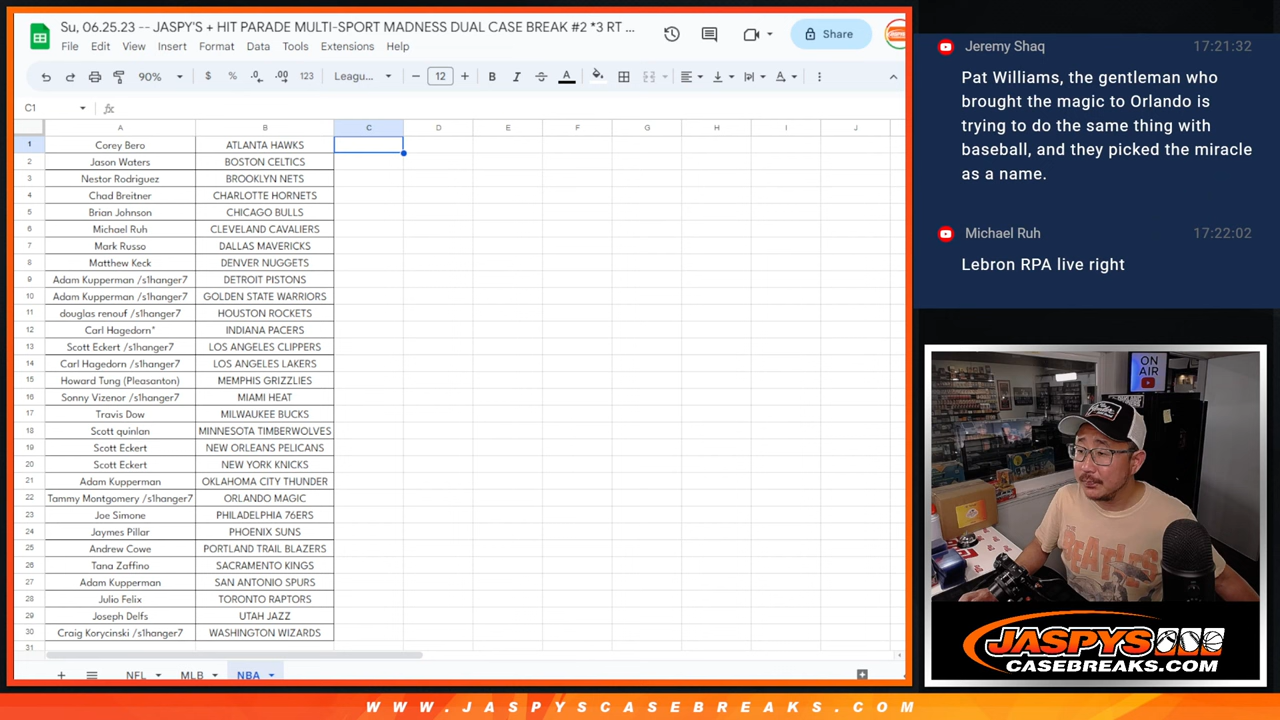 Su, 06.25.23 -- JASPY'S + HIT PARADE MULTI-SPORT MADNESS DUAL CASE BREAK #2 *3 RT ...
File Edit View Insert Format Data Tools Extensions Help
Share
90% $ % .0 .00 123 Leagu... − 12 + B I A
C1 fx
A B C D E F G H I J
1 Corey Bero ATLANTA HAWKS
2 Jason Waters BOSTON CELTICS
3 Nestor Rodriguez BROOKLYN NETS
4 Chad Breitner CHARLOTTE HORNETS
5 Brian Johnson CHICAGO BULLS
6 Michael Ruh CLEVELAND CAVALIERS
7 Mark Russo DALLAS MAVERICKS
8 Matthew Keck DENVER NUGGETS
9 Adam Kupperman /s1hanger7 DETROIT PISTONS
10 Adam Kupperman /s1hanger7 GOLDEN STATE WARRIORS
11 douglas renouf /s1hanger7 HOUSTON ROCKETS
12 Carl Hagedorn* INDIANA PACERS
13 Scott Eckert /s1hanger7 LOS ANGELES CLIPPERS
14 Carl Hagedorn /s1hanger7 LOS ANGELES LAKERS
15 Howard Tung (Pleasanton) MEMPHIS GRIZZLIES
16 Sonny Vizenor /s1hanger7 MIAMI HEAT
17 Travis Dow MILWAUKEE BUCKS
18 Scott quinlan MINNESOTA TIMBERWOLVES
19 Scott Eckert NEW ORLEANS PELICANS
20 Scott Eckert NEW YORK KNICKS
21 Adam Kupperman OKLAHOMA CITY THUNDER
22 Tammy Montgomery /s1hanger7 ORLANDO MAGIC
23 Joe Simone PHILADELPHIA 76ERS
24 Jaymes Pillar PHOENIX SUNS
25 Andrew Cowe PORTLAND TRAIL BLAZERS
26 Tana Zaffino SACRAMENTO KINGS
27 Adam Kupperman SAN ANTONIO SPURS
28 Julio Felix TORONTO RAPTORS
29 Joseph Delfs UTAH JAZZ
30 Craig Korycinski /s1hanger7 WASHINGTON WIZARDS
31
NFL MLB NBA
Jeremy Shaq 17:21:32
Pat Williams, the gentleman who
brought the magic to Orlando is
trying to do the same thing with
baseball, and they picked the miracle
as a name.
Michael Ruh 17:22:02
Lebron RPA live right
ON
AIR
BEATLES
JASPYS
CASEBREAKS.COM
WWW.JASPYSCASEBREAKS.COM